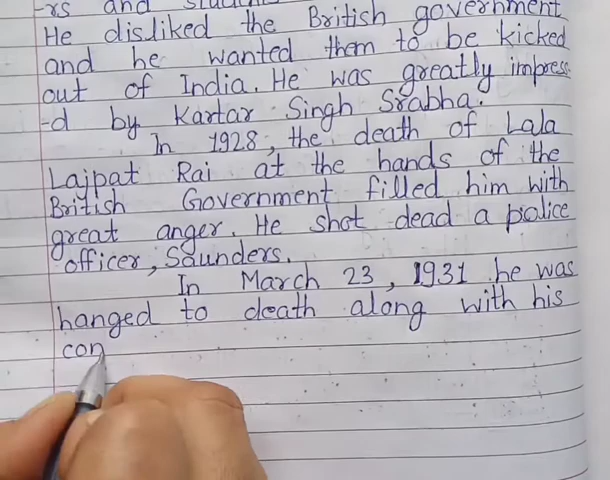 -rs and
He disliked the British government
and he wanted them to be kicked
out of India. He was greatly impress
-d by Kartar Singh Srabha.
In 1928, the death of Lala
Lajpat Rai at the hands of the
British Government filled him with
great anger. He shot dead a police
officer, Saunders.
In March 23, 1931 he was
hanged to death along with his
con